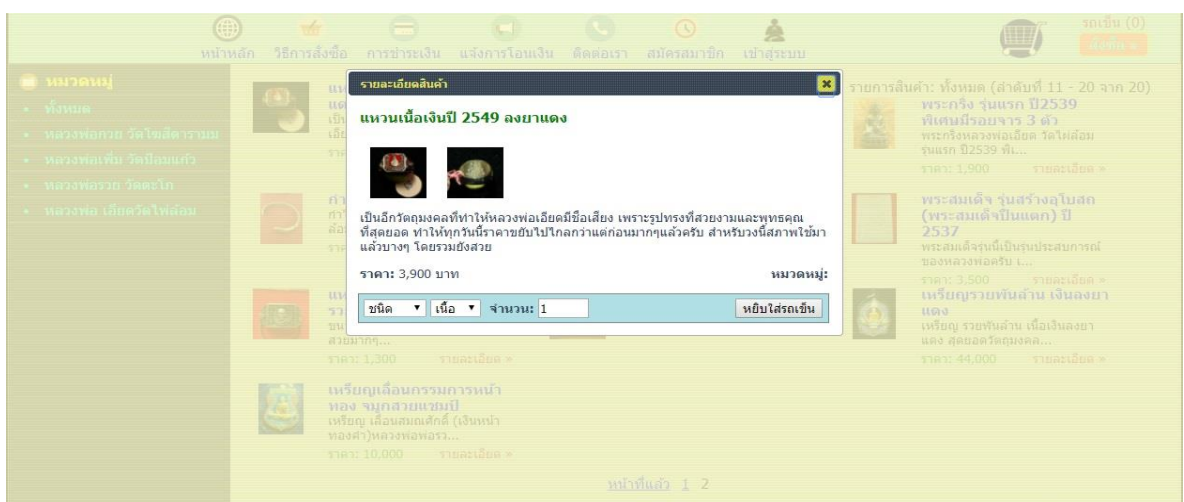 รถเข็น (0)
สั่งซื้อ »
หน้าหลัก วิธีการสั่งซื้อ การชำระเงิน แจ้งการโอนเงิน ติดต่อเรา สมัครสมาชิก เข้าสู่ระบบ
หมวดหมู่
ทั้งหมด
หลวงพ่อกวย วัดโฆสิตาราม
หลวงพ่อเพิ่ม วัดป้อมแก้ว
หลวงพ่อรวย วัดตะโก
หลวงพ่อ เอียดวัดไผ่ล้อม
รายการสินค้า: ทั้งหมด (ลำดับที่ 11 - 20 จาก 20)
รายละเอียดสินค้า
แหวนเนื้อเงินปี 2549 ลงยาแดง
เป็นอีกวัตถุมงคลที่ทำให้หลวงพ่อเอียดมีชื่อเสียง เพราะรูปทรงที่สวยงามและพุทธคุณ
ที่สุดยอด ทำให้ทุกวันนี้ราคาขยับไปไกลกว่าแต่ก่อนมากๆแล้วครับ สำหรับวงนี้สภาพใช้มา
แล้วบางๆ โดยรวมยังสวย
ราคา: 3,900 บาท หมวดหมู่:
ชนิด เนื้อ จำนวน: 1 หยิบใส่รถเข็น
พระกริ่ง รุ่นแรก ปี2539
พิเศษมีรอยจาร 3 ตัว
พระกริ่งหลวงพ่อเอียด วัดไผ่ล้อม
รุ่นแรก ปี2539 พิ...
ราคา: 1,900 รายละเอียด »
พระสมเด็จ รุ่นสร้างอุโบสถ
(พระสมเด็จปืนแตก) ปี
2537
พระสมเด็จรุ่นนี้เป็นรุ่นประสบการณ์
ของหลวงพ่อครับ เ...
ราคา: 3,500 รายละเอียด »
เหรียญรวยพันล้าน เงินลงยา
แดง
เหรียญ รวยพันล้าน เนื้อเงินลงยา
แดง สุดยอดวัตถุมงคล...
ราคา: 44,000 รายละเอียด »
สวยมากๆ...
ราคา: 1,300 รายละเอียด »
เหรียญเลื่อนกรรมการหน้า
ทอง จมูกสวยแชมป์
เหรียญ เลื่อนสมณศักดิ์ (เงินหน้า
ทองคำ)หลวงพ่อพ่อรว...
ราคา: 10,000 รายละเอียด »
หน้าที่แล้ว 1 2